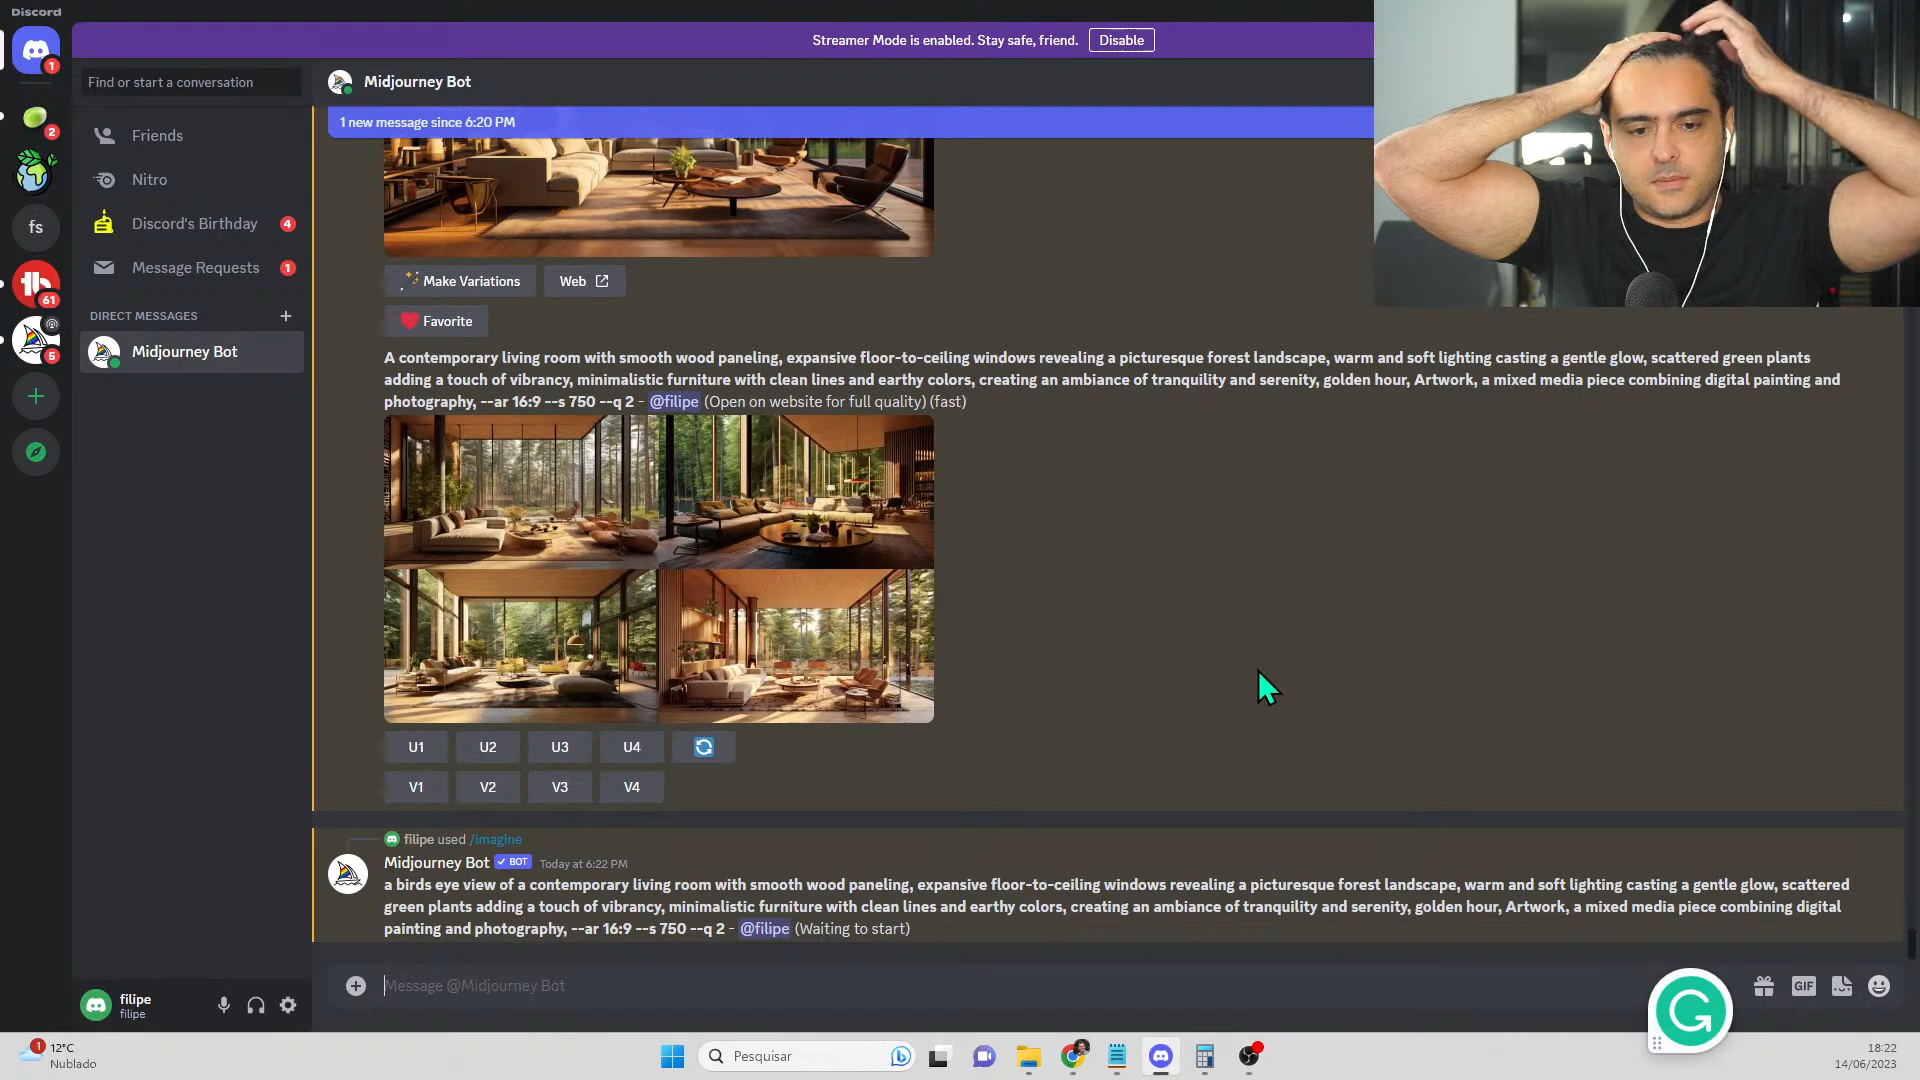 Discord
Streamer Mode is enabled. Stay safe, friend.
Disable
1
Find or start a conversation
Midjourney Bot
1 new message since 6:20 PM
2
Friends
Nitro
fs
Discord's Birthday
4
Message Requests
1
61
Make Variations
Web
DIRECT MESSAGES
Favorite
5
Midjourney Bot
A contemporary living room with smooth wood paneling, expansive floor-to-ceiling windows revealing a picturesque forest landscape, warm and soft lighting casting a gentle glow, scattered green plants
adding a touch of vibrancy, minimalistic furniture with clean lines and earthy colors, creating an ambiance of tranquility and serenity, golden hour, Artwork, a mixed media piece combining digital painting and
photography, --ar 16:9 --s 750 --q 2 - @filipe (Open on website for full quality) (fast)
U1
U2
U3
U4
V1
V2
V3
V4
filipe used /imagine
Midjourney Bot
BOT
Today at 6:22 PM
a birds eye view of a contemporary living room with smooth wood paneling, expansive floor-to-ceiling windows revealing a picturesque forest landscape, warm and soft lighting casting a gentle glow, scattered
green plants adding a touch of vibrancy, minimalistic furniture with clean lines and earthy colors, creating an ambiance of tranquility and serenity, golden hour, Artwork, a mixed media piece combining digital
painting and photography, --ar 16:9 --s 750 --q 2 - @filipe (Waiting to start)
Message @Midjourney Bot
GIF
filipe
filipe
1
12°C
Nublado
Pesquisar
18:22
14/06/2023